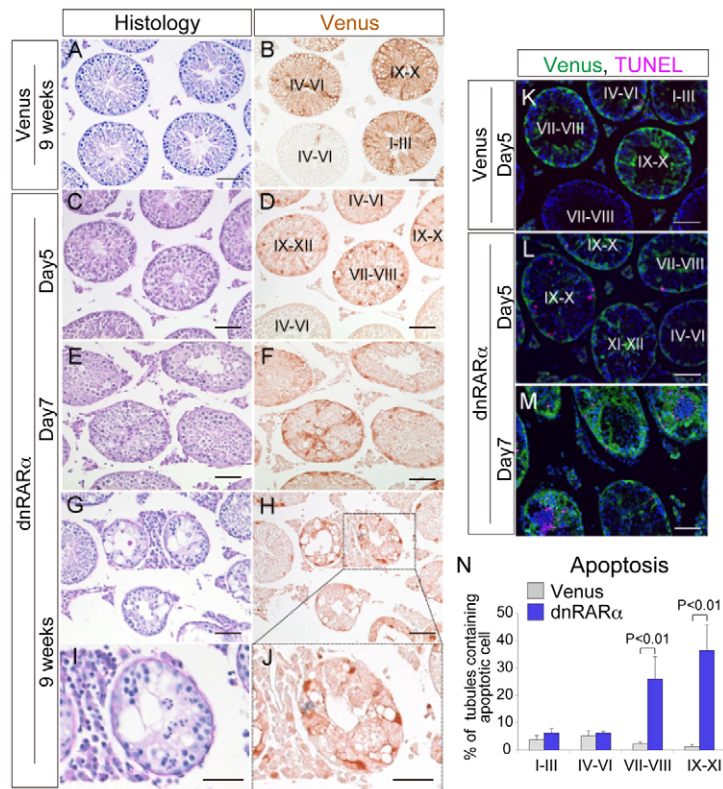 Histology
Venus
Venus
9 weeks
A
B
IV-VI
IX-X
IV-VI
I-III
dnRARα
Day5
C
D
IV-VI
IX-XII
IX-X
VII-VIII
IV-VI
Day7
E
F
9 weeks
G
H
I
J
Venus, TUNEL
Venus
Day5
K
IV-VI
I-III
VII-VIII
IX-X
VII-VIII
dnRARα
Day5
L
IX-X
VII-VIII
IX-X
XI-XII
IV-VI
Day7
M
N
Apoptosis
Venus
dnRARα
% of tubules containing
apoptotic cell
50
40
30
20
10
0
P<0.01
P<0.01
I-III
IV-VI
VII-VIII
IX-XI